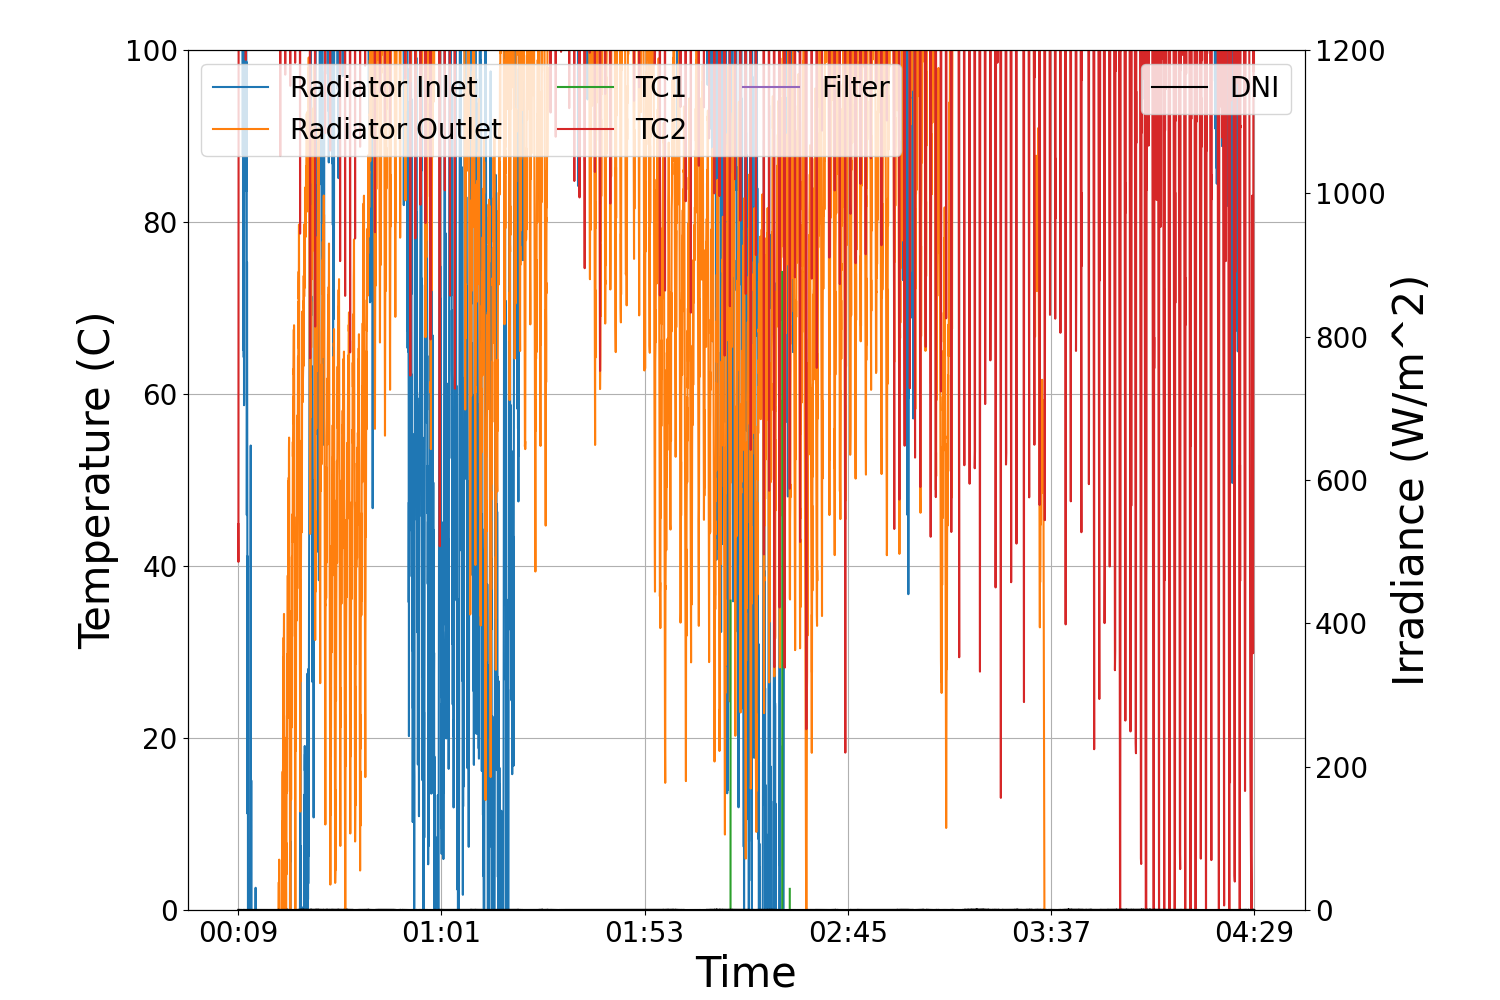 Radiator Inlet
Radiator Outlet
TC1
TC2
Filter
DNI
100
80
60
40
20
0
Temperature (C)
1200
1000
800
600
400
200
0
Irradiance (W/m^2)
00:09 01:01 01:53 02:45 03:37 04:29
Time